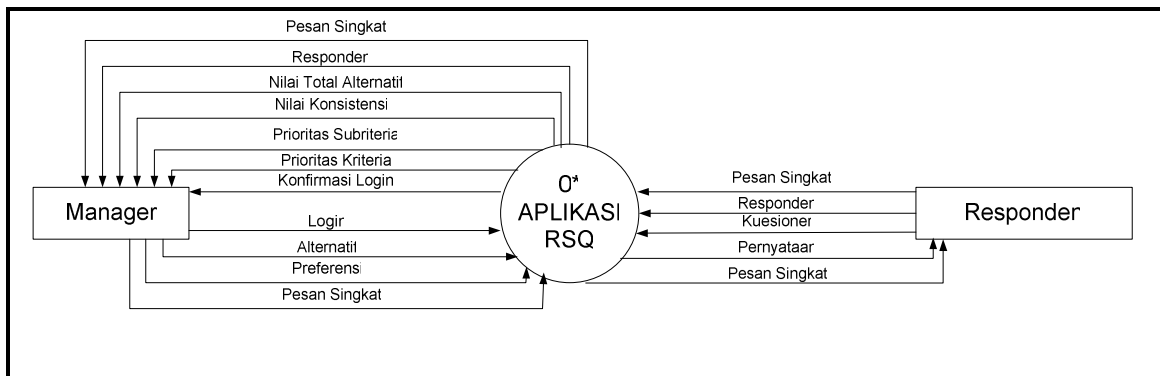 Pesan Singkat
Responder
Nilai Total Alternatif
Nilai Konsistensi
Prioritas Subriteria
Prioritas Kriteria
Konfirmasi Login
Manager
Login
Alternatif
Preferensi
Pesan Singkat
0*
APLIKASI
RSQ
Pesan Singkat
Responder
Kuesioner
Pernyataan
Pesan Singkat
Responden